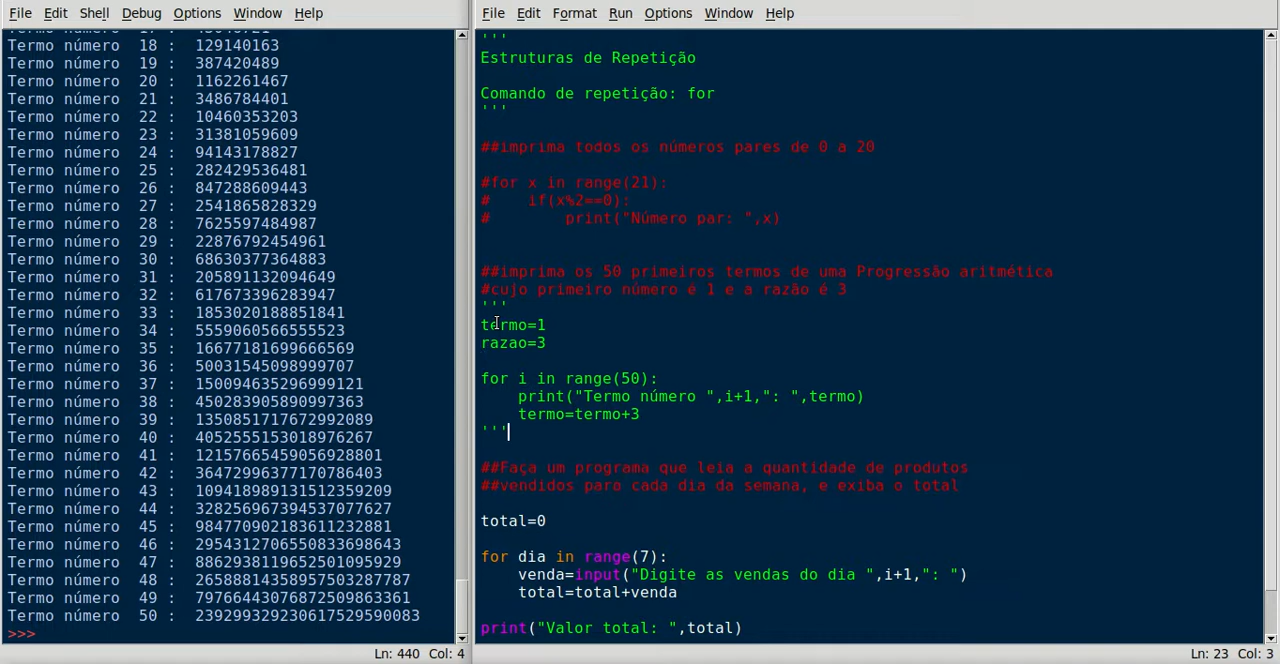 File Edit Shell Debug Options Window Help
Termo número 18 : 129140163
Termo número 19 : 387420489
Termo número 20 : 1162261467
Termo número 21 : 3486784401
Termo número 22 : 10460353203
Termo número 23 : 31381059609
Termo número 24 : 94143178827
Termo número 25 : 282429536481
Termo número 26 : 847288609443
Termo número 27 : 2541865828329
Termo número 28 : 7625597484987
Termo número 29 : 22876792454961
Termo número 30 : 68630377364883
Termo número 31 : 205891132094649
Termo número 32 : 617673396283947
Termo número 33 : 1853020188851841
Termo número 34 : 5559060566555523
Termo número 35 : 16677181699666569
Termo número 36 : 50031545098999707
Termo número 37 : 150094635296999121
Termo número 38 : 450283905890997363
Termo número 39 : 1350851717672992089
Termo número 40 : 4052555153018976267
Termo número 41 : 12157665459056928801
Termo número 42 : 36472996377170786403
Termo número 43 : 109418989131512359209
Termo número 44 : 328256967394537077627
Termo número 45 : 984770902183611232881
Termo número 46 : 2954312706550833698643
Termo número 47 : 8862938119652501095929
Termo número 48 : 26588814358957503287787
Termo número 49 : 79766443076872509863361
Termo número 50 : 239299329230617529590083
>>>
Ln: 440 Col: 4
File Edit Format Run Options Window Help
'''
Estruturas de Repetição
Comando de repetição: for
'''
##imprima todos os números pares de 0 a 20
#for x in range(21):
#    if(x%2==0):
#        print("Número par: ",x)
##imprima os 50 primeiros termos de uma Progressão aritmética
#cujo primeiro número é 1 e a razão é 3
'''
termo=1
razao=3
for i in range(50):
    print("Termo número ",i+1,": ",termo)
    termo=termo+3
'''
##Faça um programa que leia a quantidade de produtos
##vendidos para cada dia da semana, e exiba o total
total=0
for dia in range(7):
    venda=input("Digite as vendas do dia ",i+1,": ")
    total=total+venda
print("Valor total: ",total)
Ln: 23 Col: 3